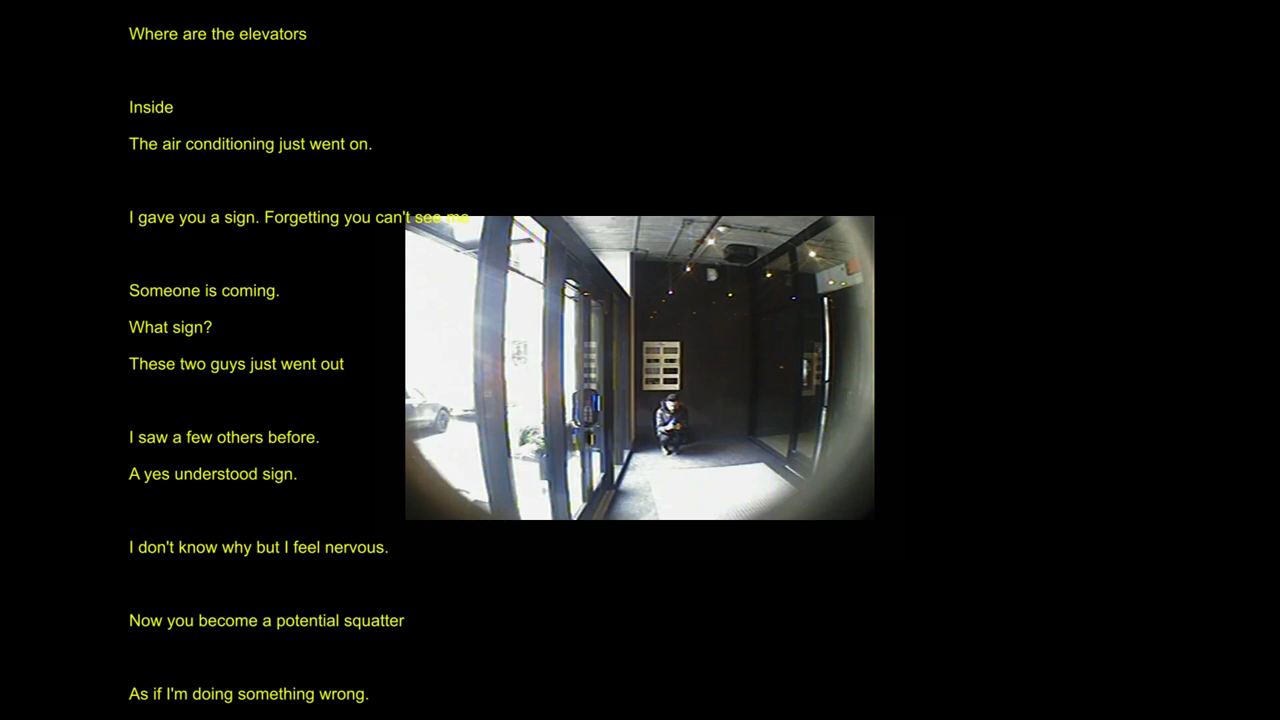 Where are the elevators
Inside
The air conditioning just went on.
I gave you a sign. Forgetting you can't see me
Someone is coming.
What sign?
These two guys just went out
I saw a few others before.
A yes understood sign.
I don't know why but I feel nervous.
Now you become a potential squatter
As if I'm doing something wrong.